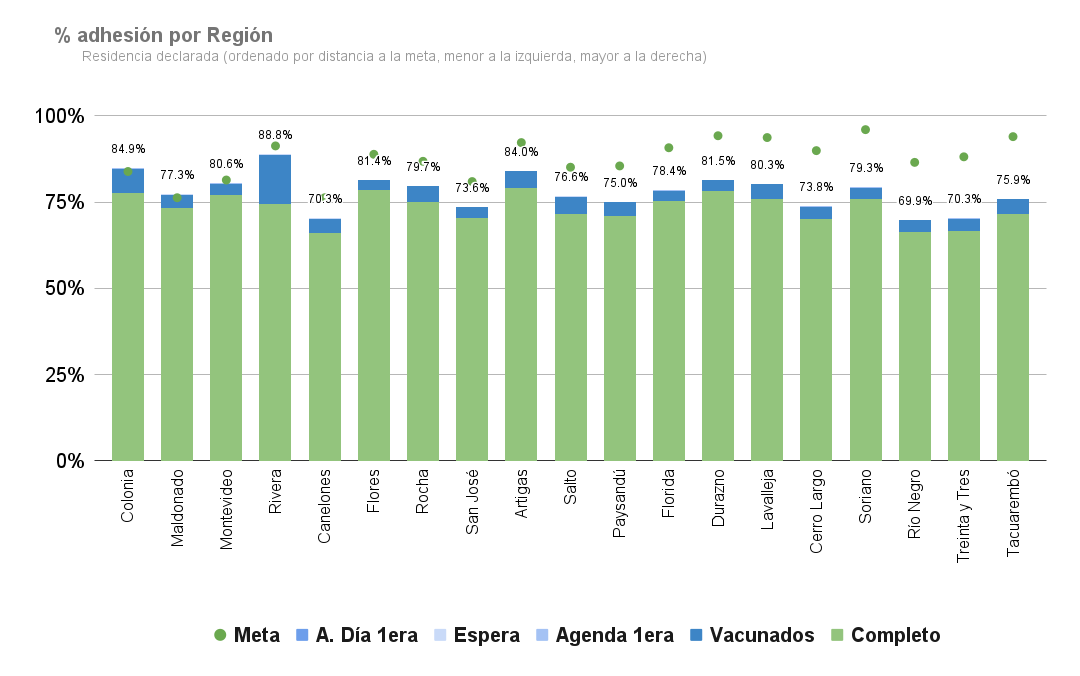 % adhesión por Región
Residencia declarada (ordenado por distancia a la meta, menor a la izquierda, mayor a la derecha)
100%
75%
50%
25%
0%
84.9%
77.3%
80.6%
88.8%
70.3%
81.4%
79.7%
73.6%
84.0%
76.6%
75.0%
78.4%
81.5%
80.3%
73.8%
79.3%
69.9%
70.3%
75.9%
Colonia
Maldonado
Montevideo
Rivera
Canelones
Flores
Rocha
San José
Artigas
Salto
Paysandú
Florida
Durazno
Lavalleja
Cerro Largo
Soriano
Río Negro
Treinta y Tres
Tacuarembó
Meta A. Día 1era Espera Agenda 1era Vacunados Completo